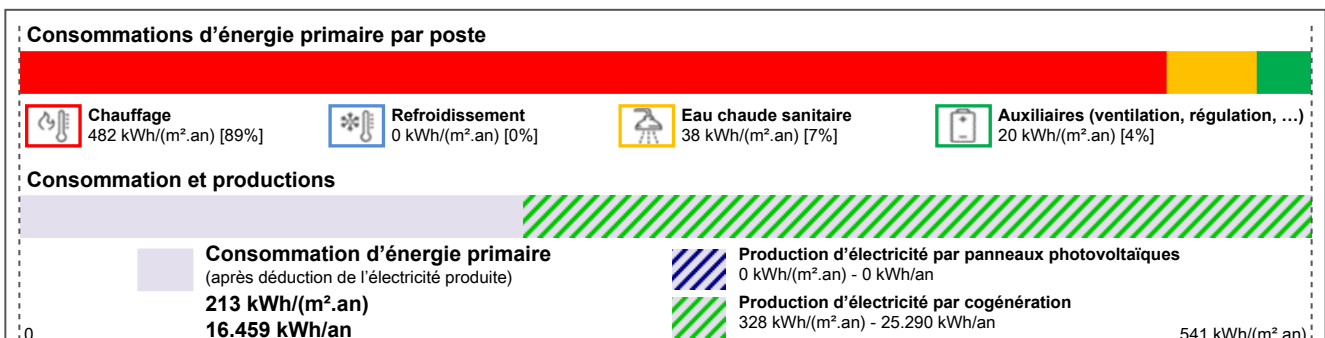 Consommations d'énergie primaire par poste
Chauffage
482 kWh/(m².an) [89%]
Refroidissement
0 kWh/(m².an) [0%]
Eau chaude sanitaire
38 kWh/(m².an) [7%]
Auxiliaires (ventilation, régulation, …)
20 kWh/(m².an) [4%]
Consommation et productions
Consommation d'énergie primaire
(après déduction de l'électricité produite)
213 kWh/(m².an)
16.459 kWh/an
Production d'électricité par panneaux photovoltaïques
0 kWh/(m².an) - 0 kWh/an
Production d'électricité par cogénération
328 kWh/(m².an) - 25.290 kWh/an
0
541 kWh/(m².an)